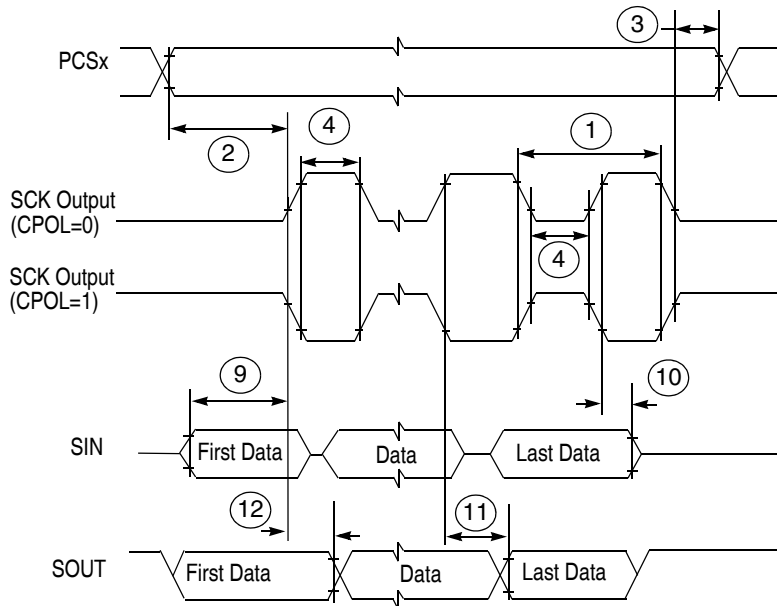 3
PCSx
2
4
1
SCK Output
(CPOL=0)
4
SCK Output
(CPOL=1)
9
10
SIN
First Data
Data
Last Data
12
11
SOUT
First Data
Data
Last Data